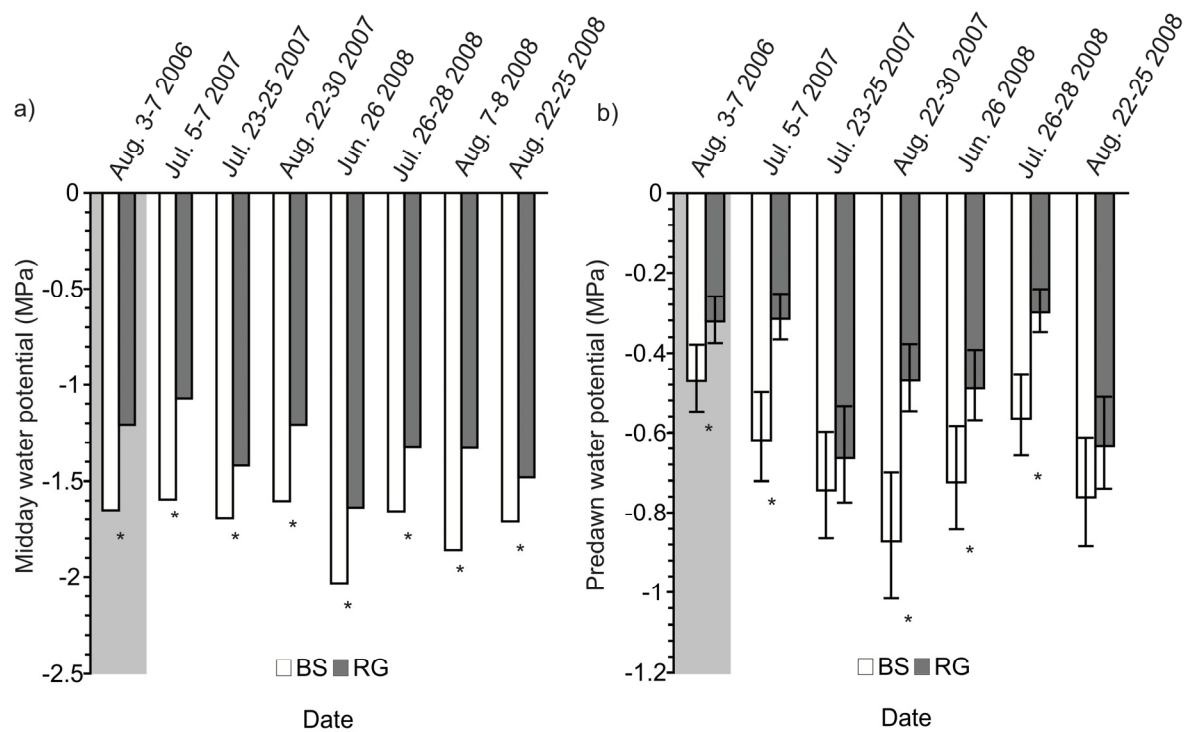 a)
Aug. 3-7 2006
Jul. 5-7 2007
Jul. 23-25 2007
Aug. 22-30 2007
Jun. 26 2008
Jul. 26-28 2008
Aug. 7-8 2008
Aug. 22-25 2008
Midday water potential (MPa)
0
-0.5
-1
-1.5
-2
-2.5
*
*
*
*
*
*
*
*
BS RG
Date
b)
Aug. 3-7 2006
Jul. 5-7 2007
Jul. 23-25 2007
Aug. 22-30 2007
Jun. 26 2008
Jul. 26-28 2008
Aug. 22-25 2008
Predawn water potential (MPa)
0
-0.2
-0.4
-0.6
-0.8
-1
-1.2
*
*
*
*
*
BS RG
Date